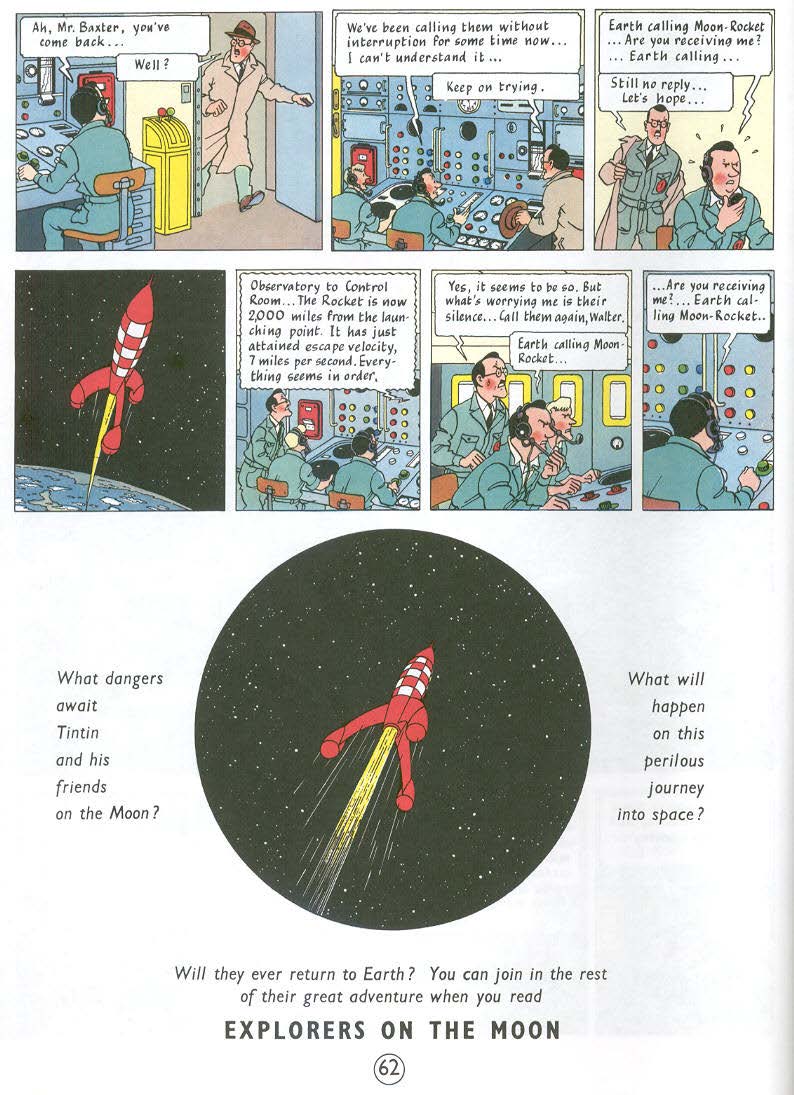 Ah, Mr. Baxter, you've
come back...
Well?
We've been calling them without
interruption for some time now...
I can't understand it...
Keep on trying.
Earth calling Moon-Rocket
...Are you receiving me?
... Earth calling...
Still no reply...
Let's hope...
Observatory to Control
Room...The Rocket is now
2,000 miles from the laun-
ching point. It has just
attained escape velocity,
7 miles per second. Every-
thing seems in order.
Yes, it seems to be so. But
what's worrying me is their
silence... Call them again, Walter.
Earth calling Moon-
Rocket...
...Are you receiving
me?... Earth cal-
ling Moon-Rocket..
What dangers
await
Tintin
and his
friends
on the Moon?
What will
happen
on this
perilous
journey
into space?
Will they ever return to Earth? You can join in the rest
of their great adventure when you read
EXPLORERS ON THE MOON
62